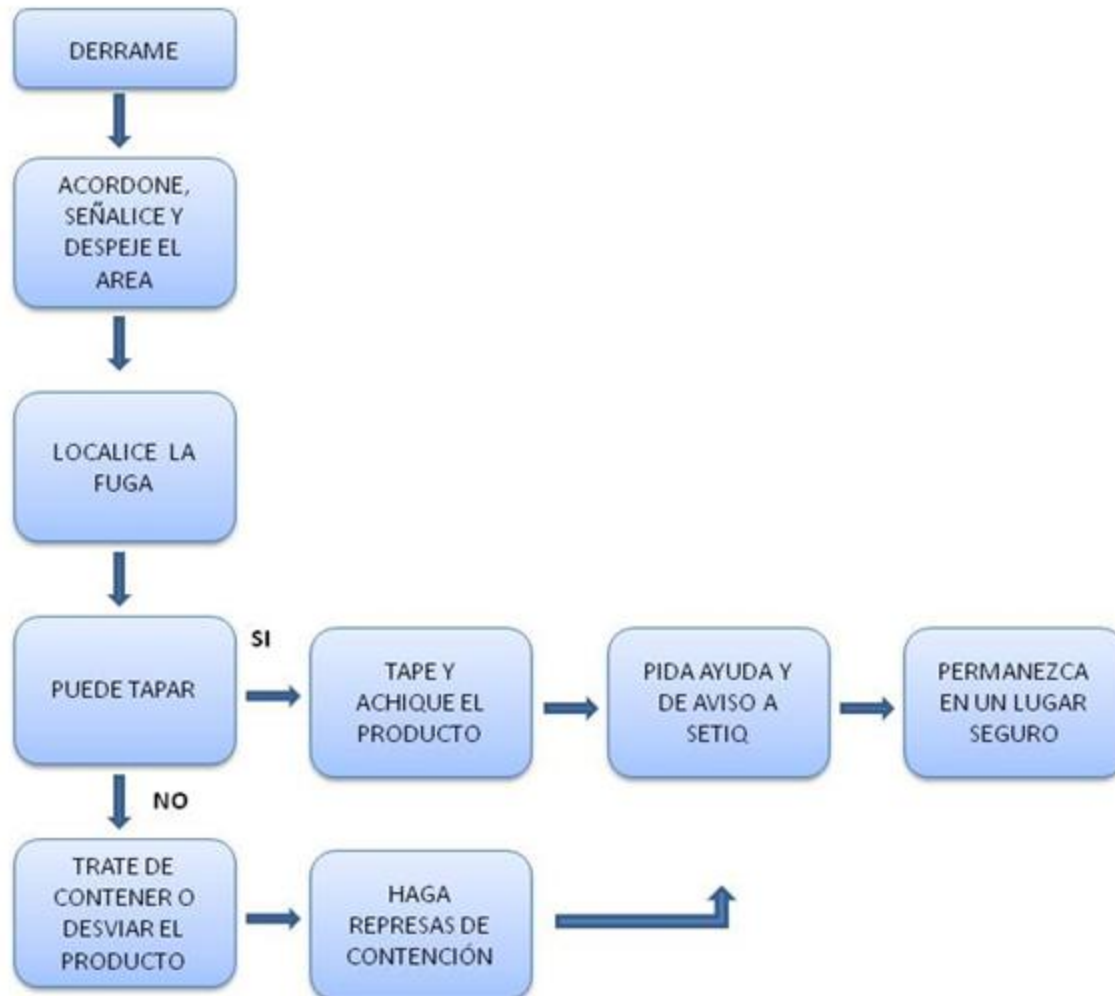 DERRAME
ACORDONE,
SEÑALICE Y
DESPEJE EL
AREA
LOCALICE LA
FUGA
PUEDE TAPAR
SI
TAPE Y
ACHIQUE EL
PRODUCTO
PIDA AYUDA Y
DE AVISO A
SETIQ
PERMANEZCA
EN UN LUGAR
SEGURO
NO
TRATE DE
CONTENER O
DESVIAR EL
PRODUCTO
HAGA
REPRESAS DE
CONTENCIÓN